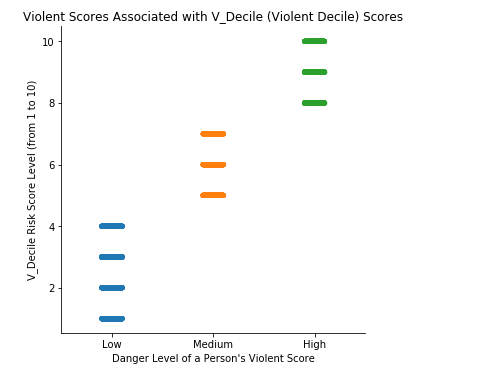 Violent Scores Associated with V_Decile (Violent Decile) Scores
V_Decile Risk Score Level (from 1 to 10)
10
8
6
4
2
Low Medium High
Danger Level of a Person's Violent Score